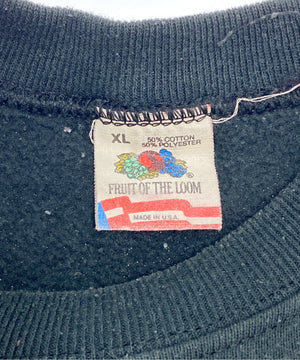 XL 50% COTTON
50% POLYESTER
FRUIT OF THE LOOM
MADE IN U.S.A.